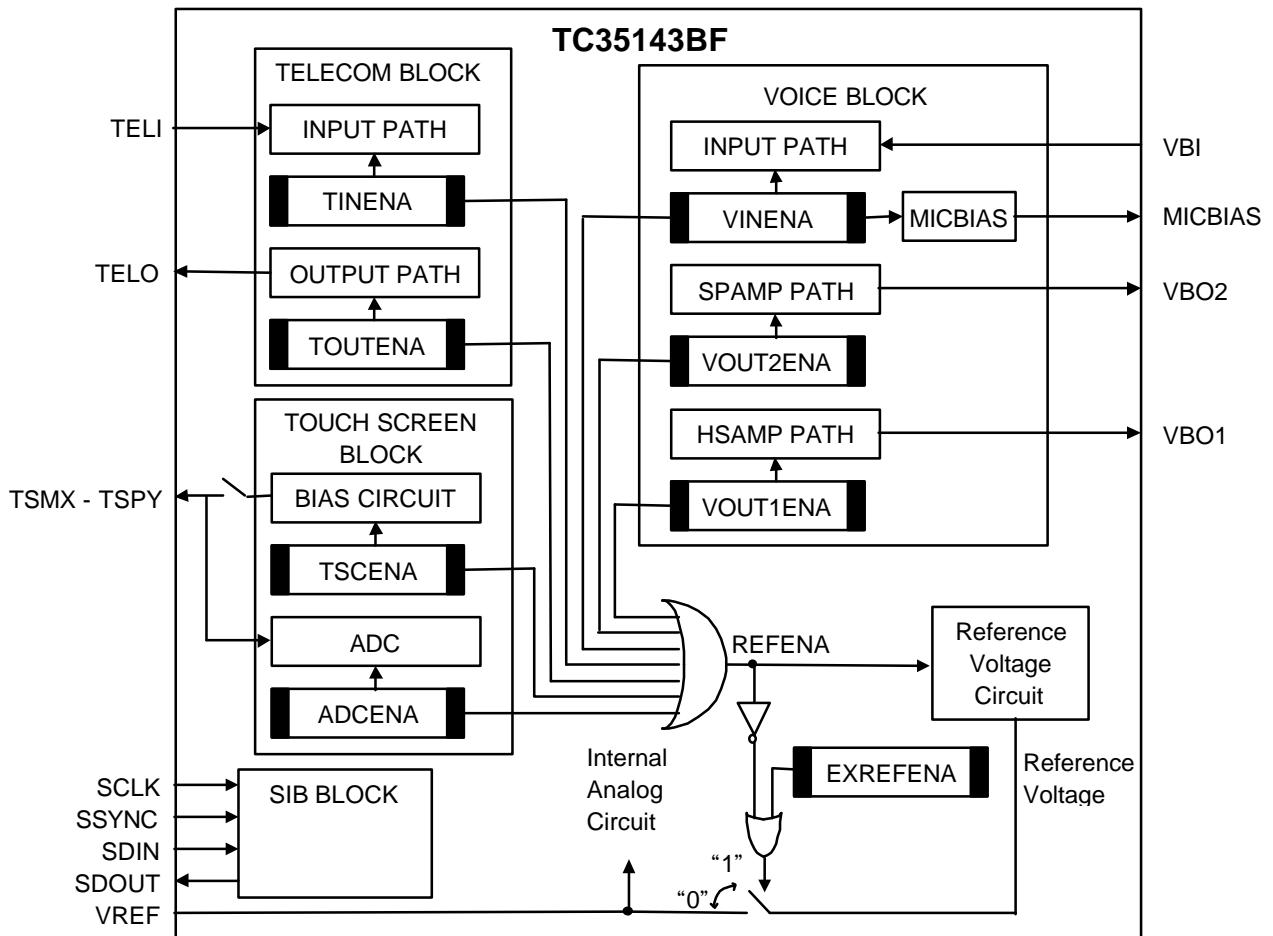 TC35143BF
TELECOM BLOCK
INPUT PATH
TINENA
OUTPUT PATH
TOUTENA
TELI
TELO
VOICE BLOCK
INPUT PATH
VINENA
MICBIAS
SPAMP PATH
VOUT2ENA
HSAMP PATH
VOUT1ENA
VBI
MICBIAS
VBO2
VBO1
TOUCH SCREEN
BLOCK
BIAS CIRCUIT
TSCENA
ADC
ADCENA
TSMX - TSPY
REFENA
Reference
Voltage
Circuit
EXREFENA
Reference
Voltage
Internal
Analog
Circuit
“1”
“0”
SIB BLOCK
SCLK
SSYNC
SDIN
SDOUT
VREF